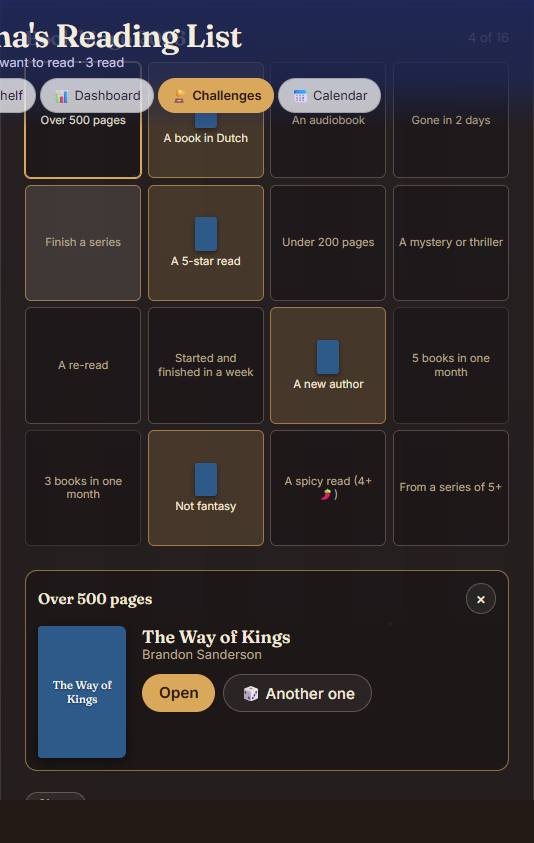 na's Reading List
4 of 16
want to read · 3 read
helf
Dashboard
Challenges
Calendar
Over 500 pages
A book in Dutch
An audiobook
Gone in 2 days
Finish a series
A 5-star read
Under 200 pages
A mystery or thriller
A re-read
Started and
finished in a week
A new author
5 books in one
month
3 books in one
month
Not fantasy
A spicy read (4+
🌶️)
From a series of 5+
Over 500 pages
×
The Way of
Kings
The Way of Kings
Brandon Sanderson
Open
Another one